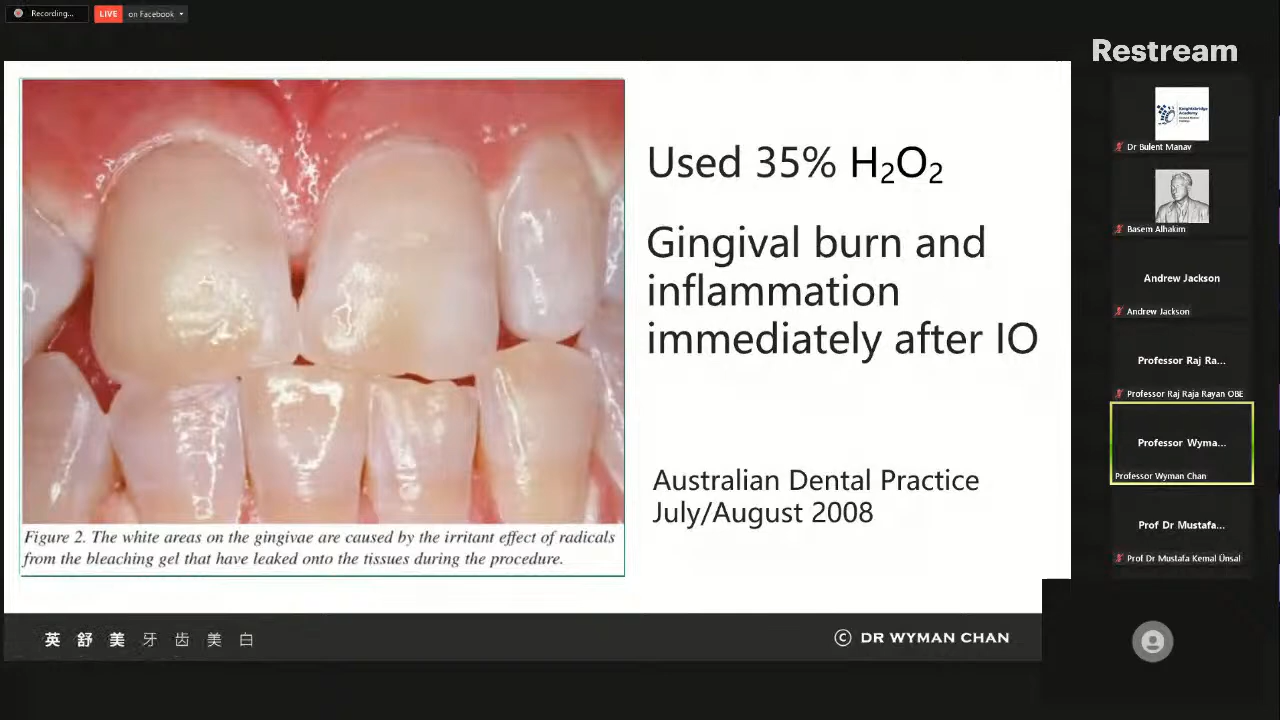 Recording...
LIVE on Facebook
Restream
Used 35% H₂O₂
Gingival burn and
inflammation
immediately after IO
Australian Dental Practice
July/August 2008
Figure 2. The white areas on the gingivae are caused by the irritant effect of radicals
from the bleaching gel that have leaked onto the tissues during the procedure.
英舒美牙齿美白
© DR WYMAN CHAN
Knightsbridge
Academy
Dr Bulent Manav
Basem Alhakim
Andrew Jackson
Andrew Jackson
Professor Raj Ra...
Professor Raj Raja Rayan OBE
Professor Wyma...
Professor Wyman Chan
Prof Dr Mustafa...
Prof Dr Mustafa Kemal Ünsal